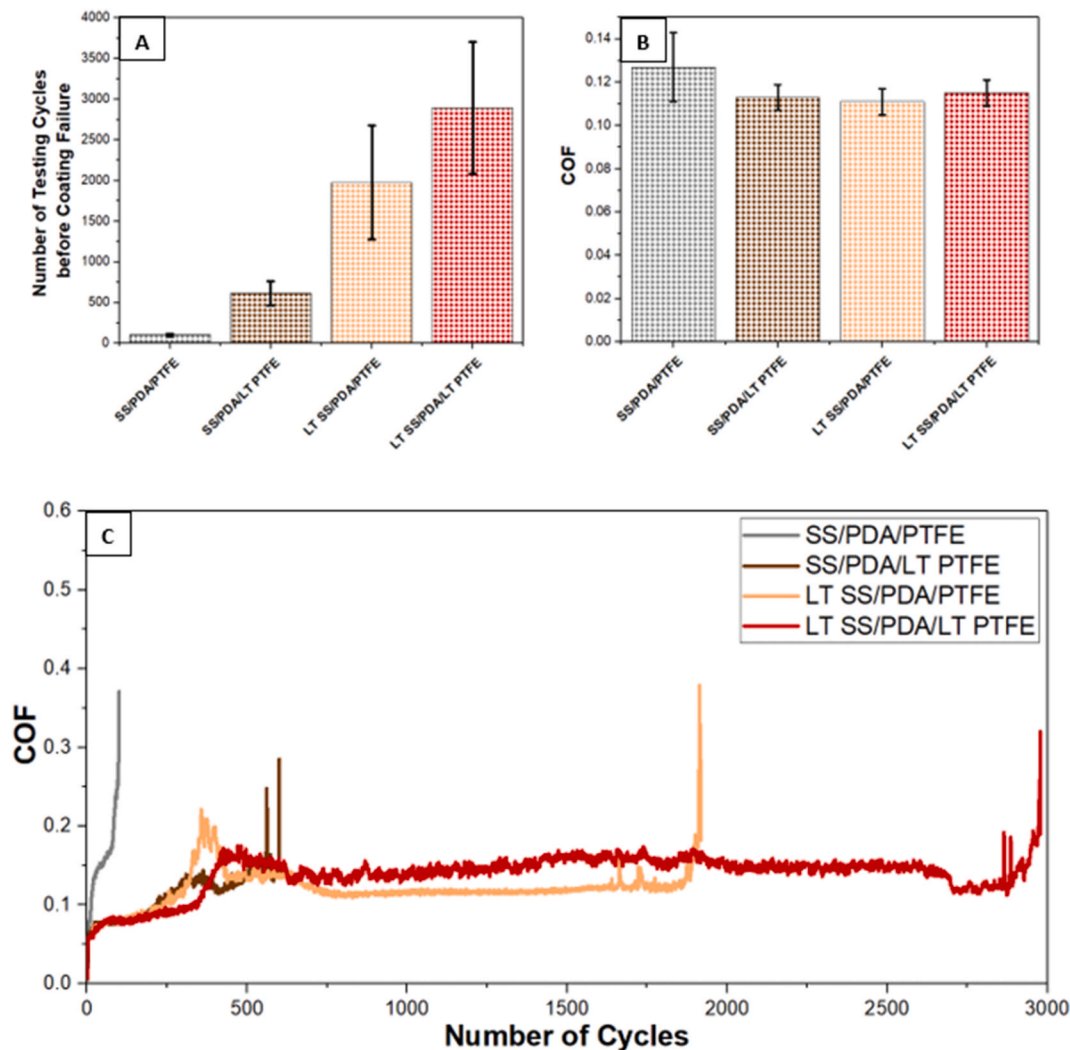 A
Number of Testing Cycles
before Coating Failure
4000
3500
3000
2500
2000
1500
1000
500
0
SS/PDA/PTFE
SS/PDA/LT PTFE
LT SS/PDA/PTFE
LT SS/PDA/LT PTFE
B
COF
0.14
0.12
0.10
0.08
0.06
0.04
0.02
0.00
SS/PDA/PTFE
SS/PDA/LT PTFE
LT SS/PDA/PTFE
LT SS/PDA/LT PTFE
C
COF
0.6
0.5
0.4
0.3
0.2
0.1
0.0
SS/PDA/PTFE
SS/PDA/LT PTFE
LT SS/PDA/PTFE
LT SS/PDA/LT PTFE
0 500 1000 1500 2000 2500 3000
Number of Cycles